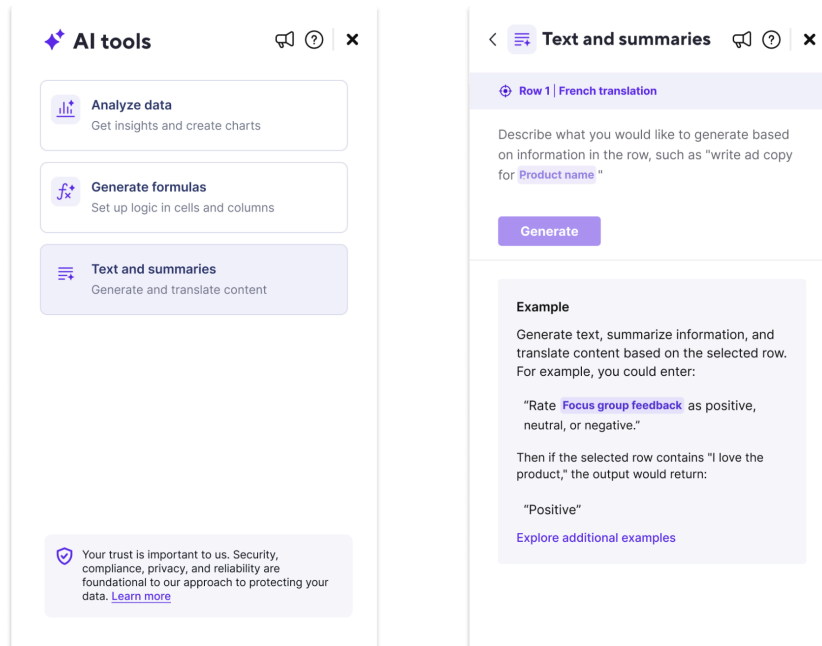 AI tools
Analyze data
Get insights and create charts
Generate formulas
Set up logic in cells and columns
Text and summaries
Generate and translate content
Your trust is important to us. Security,
compliance, privacy, and reliability are
foundational to our approach to protecting your
data. Learn more
Text and summaries
Row 1 | French translation
Describe what you would like to generate based
on information in the row, such as "write ad copy
for Product name "
Generate
Example
Generate text, summarize information, and
translate content based on the selected row.
For example, you could enter:
“Rate Focus group feedback as positive,
neutral, or negative.”
Then if the selected row contains "I love the
product," the output would return:
“Positive”
Explore additional examples